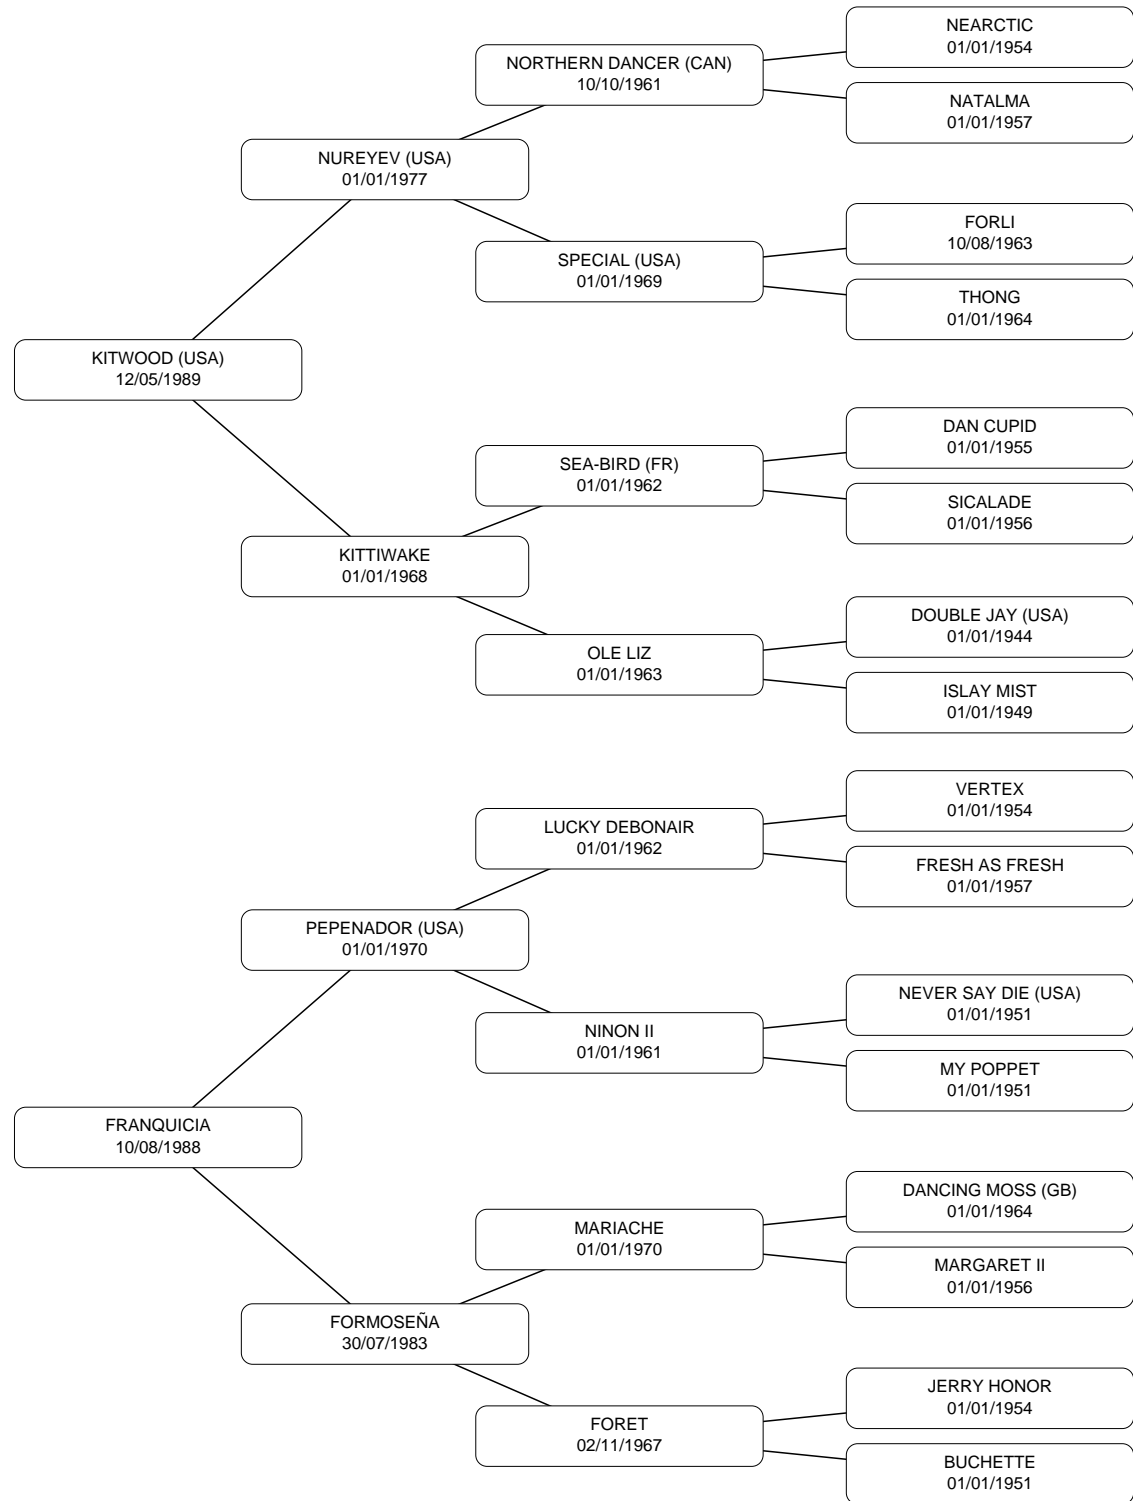 NEARCTIC
01/01/1954
NORTHERN DANCER (CAN)
10/10/1961
NATALMA
01/01/1957
NUREYEV (USA)
01/01/1977
FORLI
10/08/1963
SPECIAL (USA)
01/01/1969
THONG
01/01/1964
KITWOOD (USA)
12/05/1989
DAN CUPID
01/01/1955
SEA-BIRD (FR)
01/01/1962
SICALADE
01/01/1956
KITTIWAKE
01/01/1968
DOUBLE JAY (USA)
01/01/1944
OLE LIZ
01/01/1963
ISLAY MIST
01/01/1949
VERTEX
01/01/1954
LUCKY DEBONAIR
01/01/1962
FRESH AS FRESH
01/01/1957
PEPENADOR (USA)
01/01/1970
NEVER SAY DIE (USA)
01/01/1951
NINON II
01/01/1961
MY POPPET
01/01/1951
FRANQUICIA
10/08/1988
DANCING MOSS (GB)
01/01/1964
MARIACHE
01/01/1970
MARGARET II
01/01/1956
FORMOSEÑA
30/07/1983
JERRY HONOR
01/01/1954
FORET
02/11/1967
BUCHETTE
01/01/1951